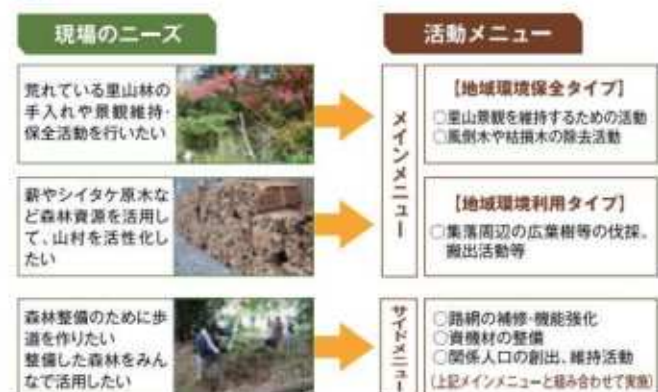 現場のニーズ
活動メニュー
荒れている里山林の
手入れや景観維持・
保全活動を行いたい
メインメニュー
【地域環境保全タイプ】
○里山景観を維持するための活動
○風倒木や枯損木の除去活動
薪やシイタケ原木な
ど森林資源を活用し
て、山村を活性化し
たい
【地域環境利用タイプ】
○集落周辺の広葉樹等の伐採、
搬出活動等
森林整備のために歩
道を作りたい
整備した森林をみん
なで活用したい
サイドメニュー
○路網の補修・機能強化
○資機材の整備
○関係人口の創出、維持活動
(上記メインメニューと組み合わせて実施)